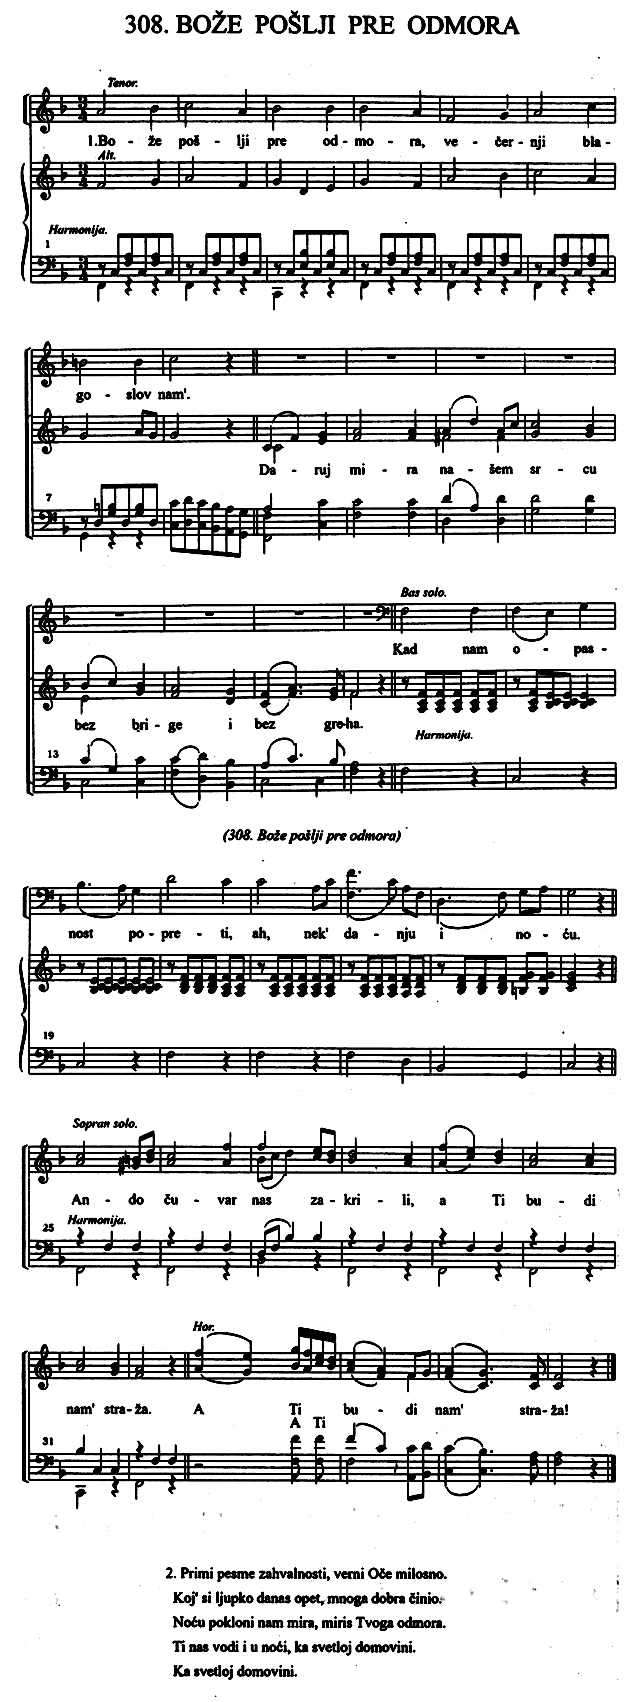 308. BOŽE POŠLJI PRE ODMORA
Tenor.
1.Bo - že poš - lji pre od - mo - ra, ve - čer - nji bla-
Alt.
Harmonija.
1
go - slov nam'.
Da - ruj mi - ra na - šem sr - cu
7
Bas solo.
Kad nam o - pas-
bez bri - ge i bez gre-ha.
Harmonija.
13
(308. Bože pošlji pre odmora)
nost po - pre - ti, ah, nek' da - nju i no - ću.
19
Sopran solo.
An - do ču - var nas za - kri - li, a Ti bu - di
Harmonija.
25
Hor.
nam' stra-ža. A Ti bu - di nam' stra-ža!
A Ti
31
2. Primi pesme zahvalnosti, verni Oče milosno.
Koj' si ljupko danas opet, mnoga dobra činio.
Noću pokloni nam mira, miris Tvoga odmora.
Ti nas vodi i u noći, ka svetloj domovini.
Ka svetloj domovini.